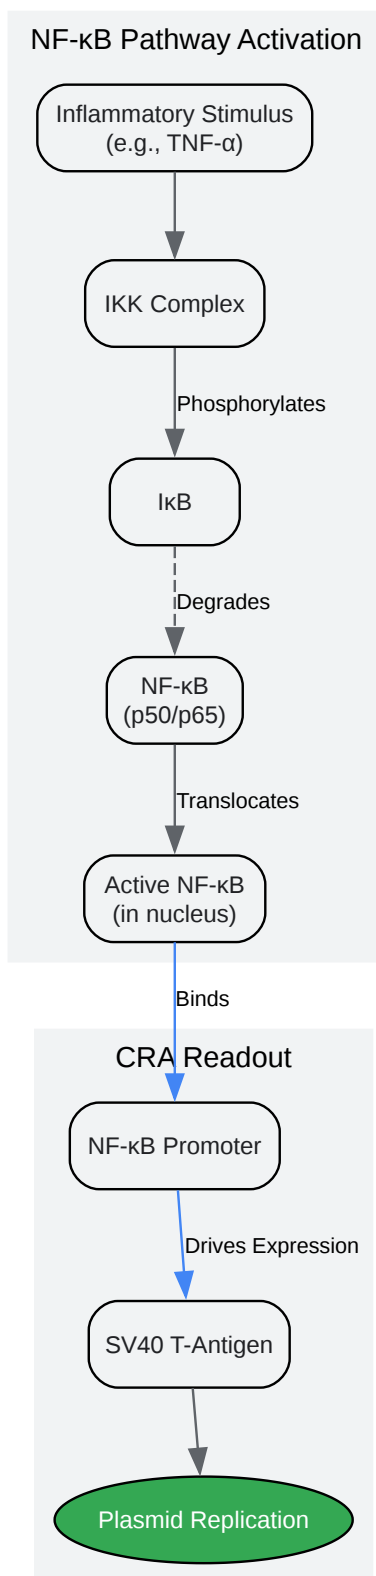 NF-κB Pathway Activation
Inflammatory Stimulus
(e.g., TNF-α)
IKK Complex
Phosphorylates
IκB
Degrades
NF-κB
(p50/p65)
Translocates
Active NF-κB
(in nucleus)
Binds
CRA Readout
NF-κB Promoter
Drives Expression
SV40 T-Antigen
Plasmid Replication